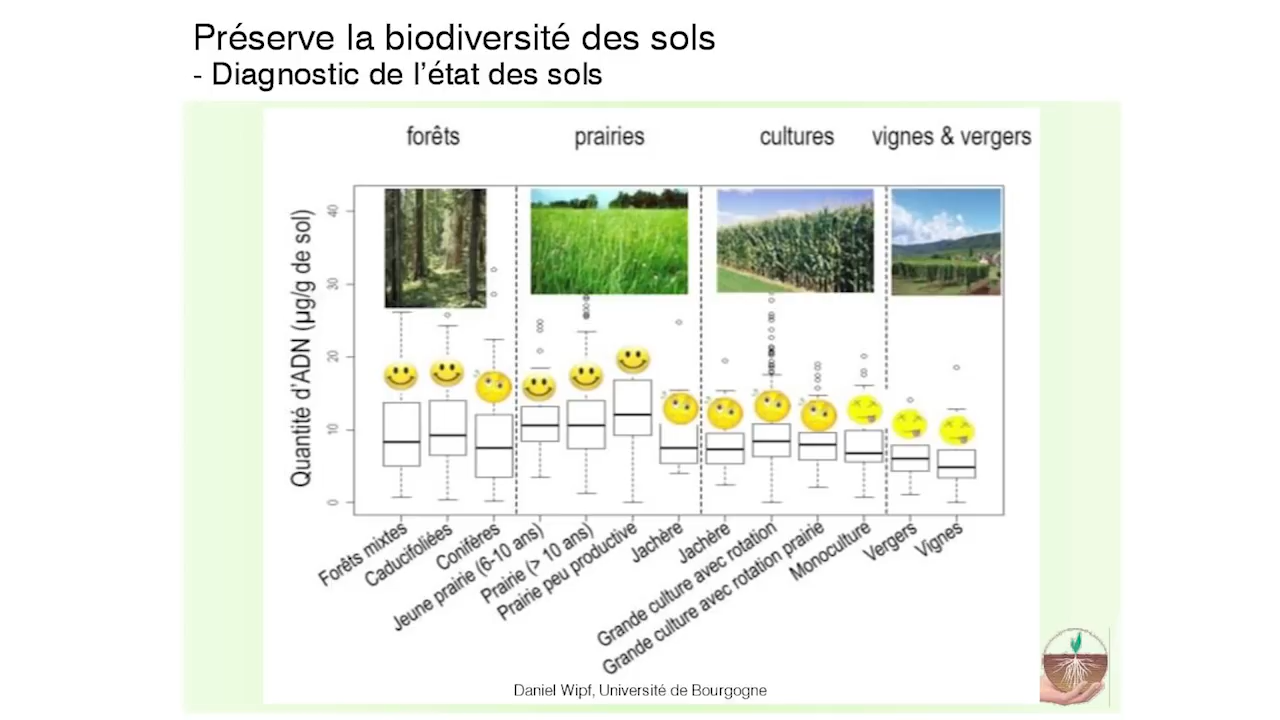 Préserve la biodiversité des sols
- Diagnostic de l’état des sols
forêts
prairies
cultures
vignes & vergers
Quantité d'ADN (µg/g de sol)
40
30
20
10
0
Forêts mixtes
Caducifoliées
Conifères
Jeune prairie (6-10 ans)
Prairie (> 10 ans)
Prairie peu productive
Jachère
Jachère
Grande culture avec rotation
Grande culture avec rotation prairie
Monoculture
Vergers
Vignes
Daniel Wipf, Université de Bourgogne